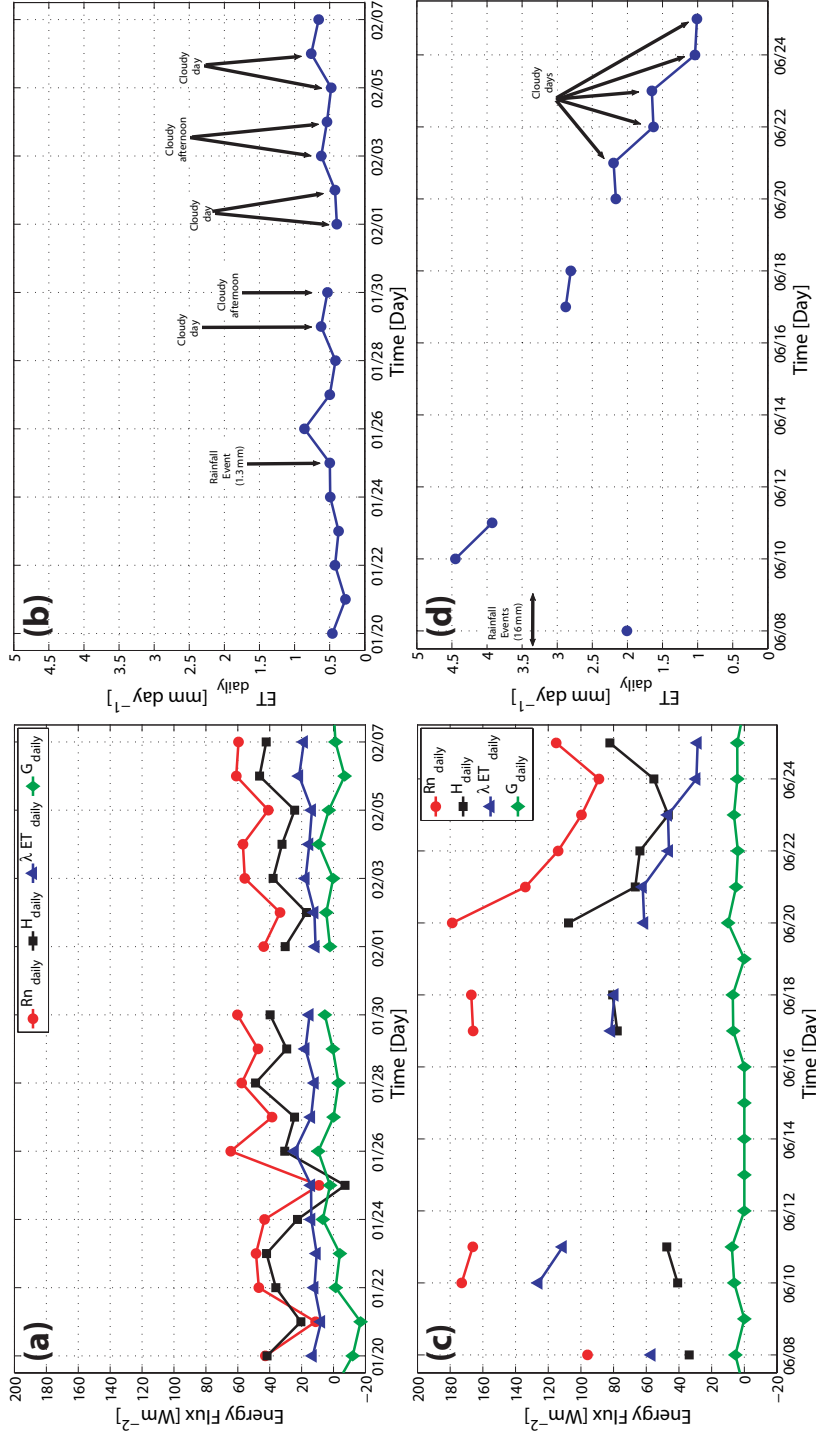 (a)
Rn daily H daily λ ET daily G daily
Energy Flux [Wm−2]
200
180
160
140
120
100
80
60
40
20
0
−20
01/20 01/22 01/24 01/26 01/28 01/30 02/01 02/03 02/05 02/07
Time [Day]
(b)
ET daily [mm day−1]
5
4.5
4
3.5
3
2.5
2
1.5
1
0.5
0
Rainfall
Event
(1.3 mm)
Cloudy
day
Cloudy
afternoon
Cloudy
day
Cloudy
afternoon
Cloudy
day
01/20 01/22 01/24 01/26 01/28 01/30 02/01 02/03 02/05 02/07
Time [Day]
(c)
Rn daily
H daily
λ ET daily
G daily
Energy Flux [Wm−2]
200
180
160
140
120
100
80
60
40
20
0
−20
06/08 06/10 06/12 06/14 06/16 06/18 06/20 06/22 06/24
Time [Day]
(d)
ET daily [mm day−1]
5
4.5
4
3.5
3
2.5
2
1.5
1
0.5
0
Rainfall
Events
(16 mm)
Cloudy
days
06/08 06/10 06/12 06/14 06/16 06/18 06/20 06/22 06/24
Time [Day]